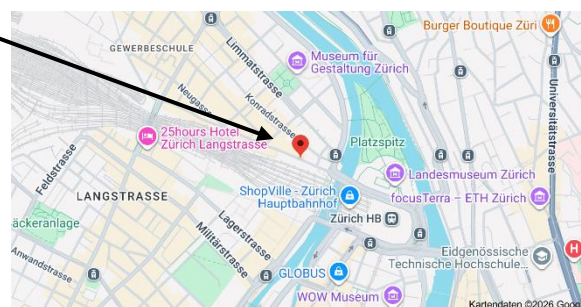 Burger Boutique Züri
GEWERBESCHULE
Limmatstrasse
Museum für
Gestaltung Zürich
Neugasse
Konradstrasse
Universitätstrasse
25hours Hotel
Zürich Langstrasse
Platzspitz
Feldstrasse
Landesmuseum Zürich
LANGSTRASSE
ShopVille - Zürich
Hauptbahnhof
focusTerra – ETH Zürich
Zürich HB
äckeranlage
Lagerstrasse
Militärstrasse
Anwandstrasse
Eidgenössische
Technische Hochschule...
H
GLOBUS
WOW Museum
Kartendaten ©2026 Goog